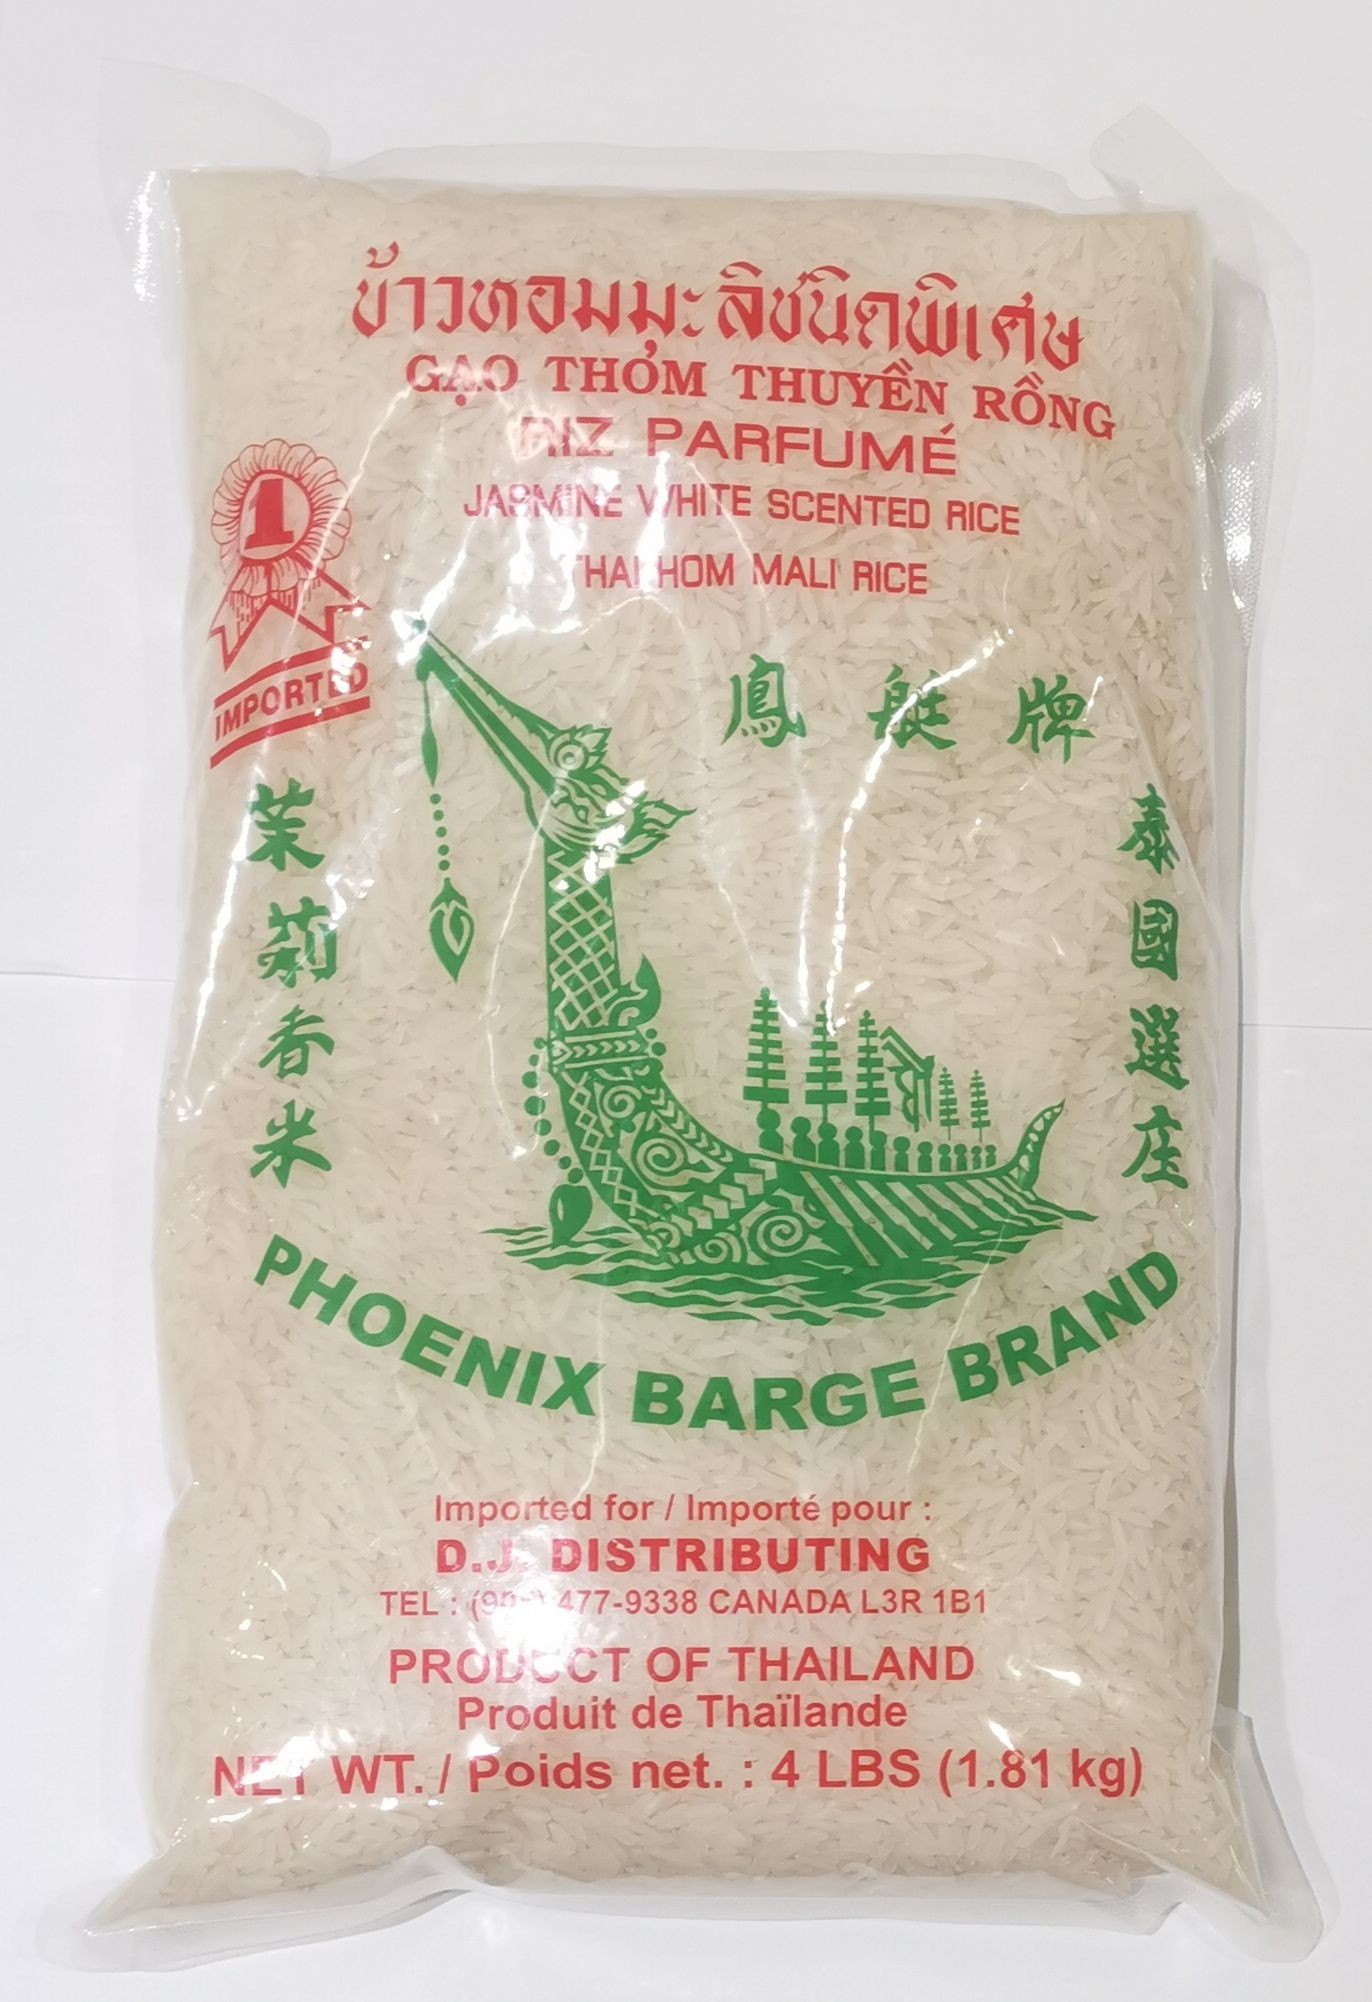 ข้าวหอมมะลิชนิดพิเศษ
GẠO THƠM THUYỀN RỒNG
RIZ PARFUMÉ
JASMINE WHITE SCENTED RICE
THAI HOM MALI RICE
1
IMPORTED
鳳艇牌
茉莉香米
泰國選庄
PHOENIX BARGE BRAND
Imported for / Importé pour :
D.J. DISTRIBUTING
TEL : 477-9338 CANADA L3R 1B1
PRODUCT OF THAILAND
Produit de Thaïlande
NET WT. / Poids net. : 4 LBS (1.81 kg)